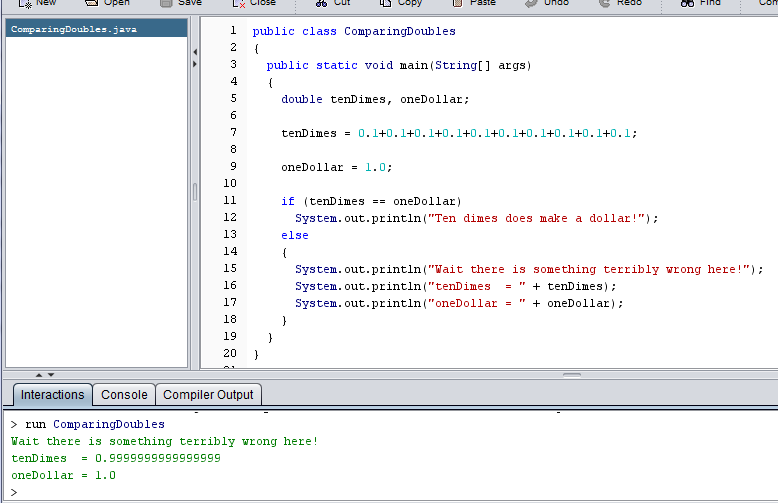 New Open Save Close Cut Copy Paste Undo Redo Find
ComparingDoubles.java
1 public class ComparingDoubles
2 {
3 public static void main(String[] args)
4 {
5 double tenDimes, oneDollar;
6
7 tenDimes = 0.1+0.1+0.1+0.1+0.1+0.1+0.1+0.1+0.1+0.1;
8
9 oneDollar = 1.0;
10
11 if (tenDimes == oneDollar)
12 System.out.println("Ten dimes does make a dollar!");
13 else
14 {
15 System.out.println("Wait there is something terribly wrong here!");
16 System.out.println("tenDimes  = " + tenDimes);
17 System.out.println("oneDollar = " + oneDollar);
18 }
19 }
20 }
Interactions Console Compiler Output
> run ComparingDoubles
Wait there is something terribly wrong here!
tenDimes  = 0.9999999999999999
oneDollar = 1.0
>